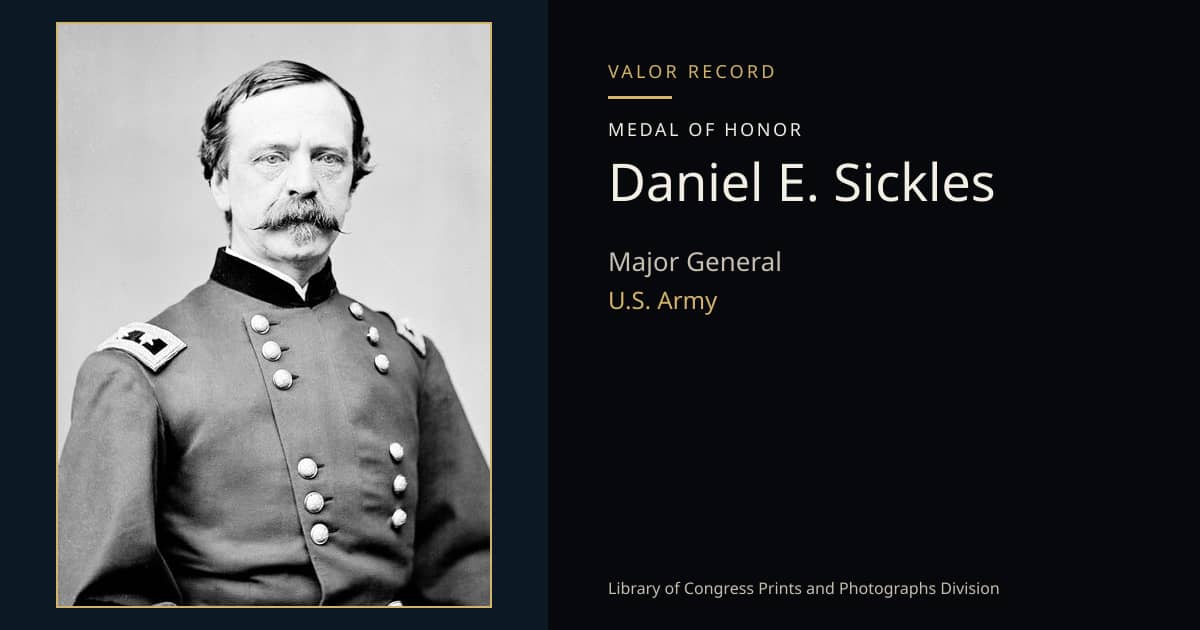 VALOR RECORD
MEDAL OF HONOR
Daniel E. Sickles
Major General
U.S. Army
Library of Congress Prints and Photographs Division